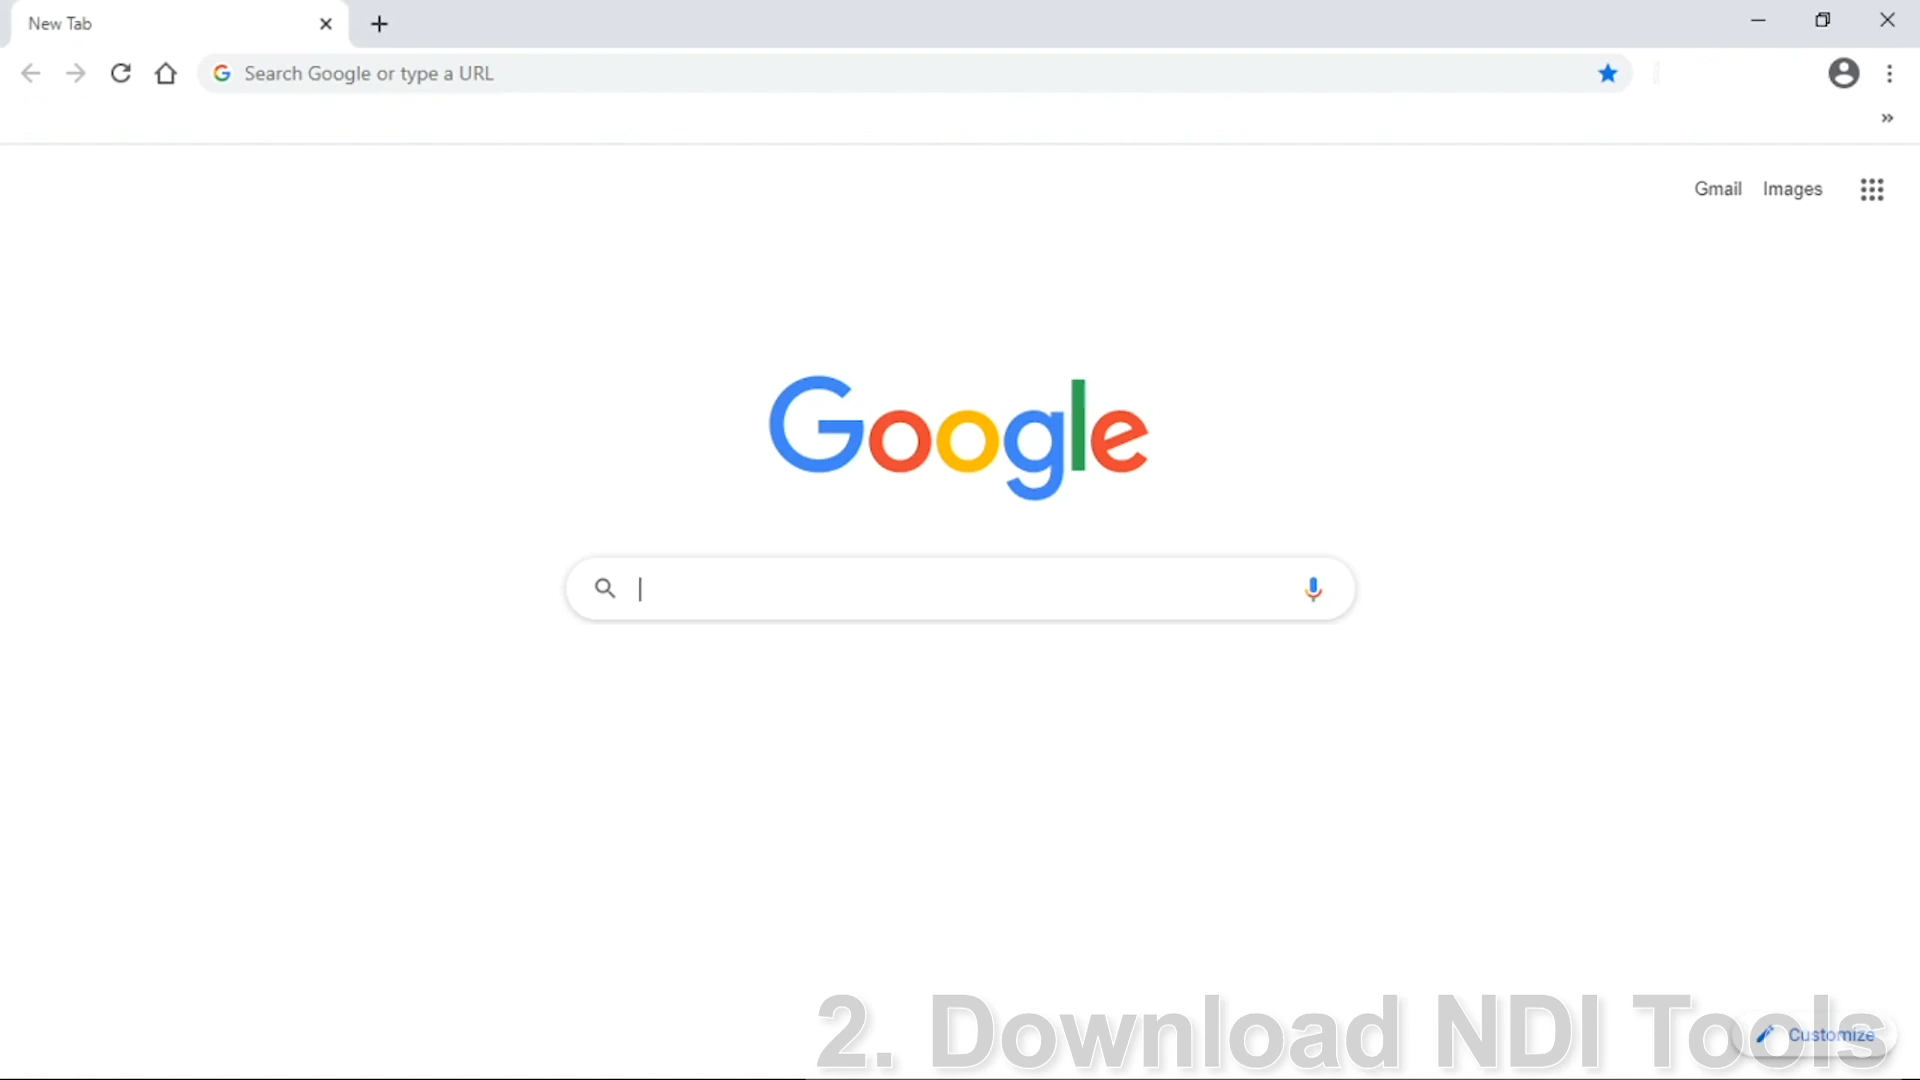 New Tab
Search Google or type a URL
Gmail Images
Google
2. Download NDI Tools
Customize